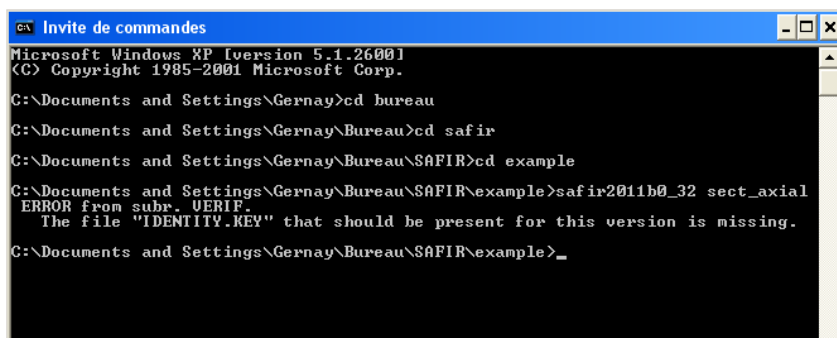 Invite de commandes
Microsoft Windows XP [version 5.1.2600]
(C) Copyright 1985-2001 Microsoft Corp.
C:\Documents and Settings\Gernay>cd bureau
C:\Documents and Settings\Gernay\Bureau>cd safir
C:\Documents and Settings\Gernay\Bureau\SAFIR>cd example
C:\Documents and Settings\Gernay\Bureau\SAFIR\example>safir2011b0_32 sect_axial
ERROR from subr. VERIF.
The file "IDENTITY.KEY" that should be present for this version is missing.
C:\Documents and Settings\Gernay\Bureau\SAFIR\example>_